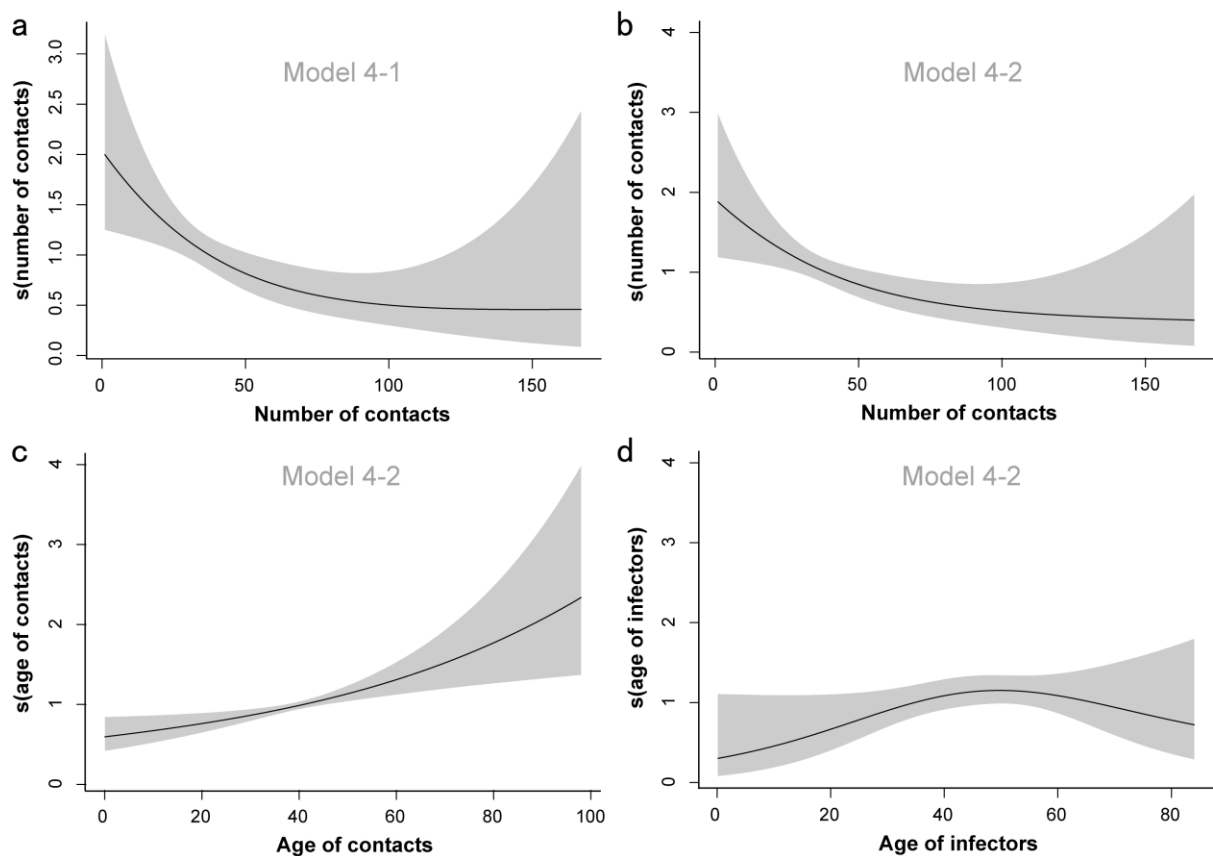 a
Model 4-1
s(number of contacts)
3.0
2.5
2.0
1.5
1.0
0.5
0.0
0 50 100 150
Number of contacts
b
Model 4-2
s(number of contacts)
4
3
2
1
0
0 50 100 150
Number of contacts
c
Model 4-2
s(age of contacts)
4
3
2
1
0
0 20 40 60 80 100
Age of contacts
d
Model 4-2
s(age of infectors)
4
3
2
1
0
0 20 40 60 80
Age of infectors